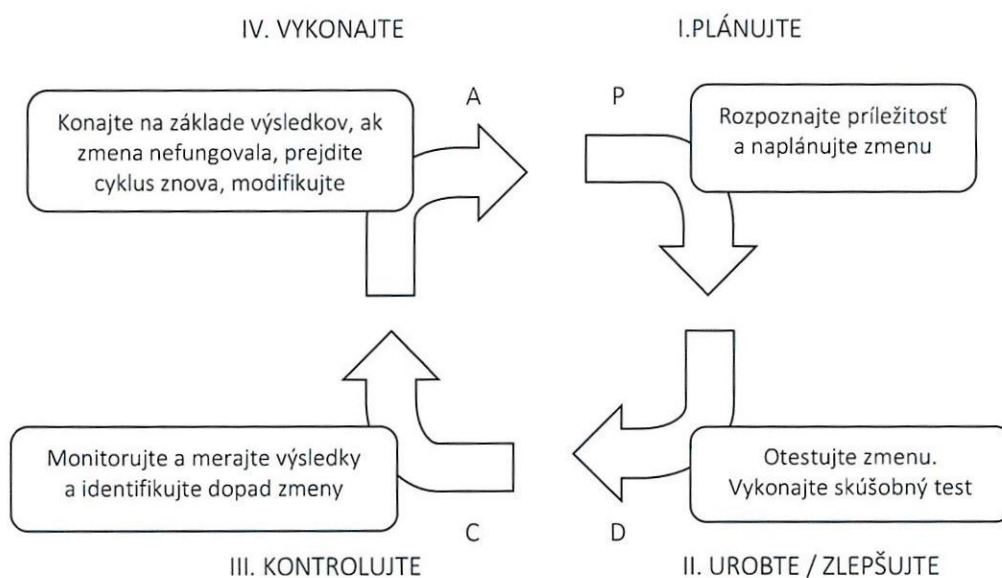 IV. VYKONAJTE
I.PLÁNUJTE
A
P
Konajte na základe výsledkov, ak
zmena nefungovala, prejdite
cyklus znova, modifikujte
Rozpoznajte príležitosť
a naplánujte zmenu
Monitorujte a merajte výsledky
a identifikujte dopad zmeny
Otestujte zmenu.
Vykonajte skúšobný test
C
D
III. KONTROLUJTE
II. UROBTE / ZLEPŠUJTE